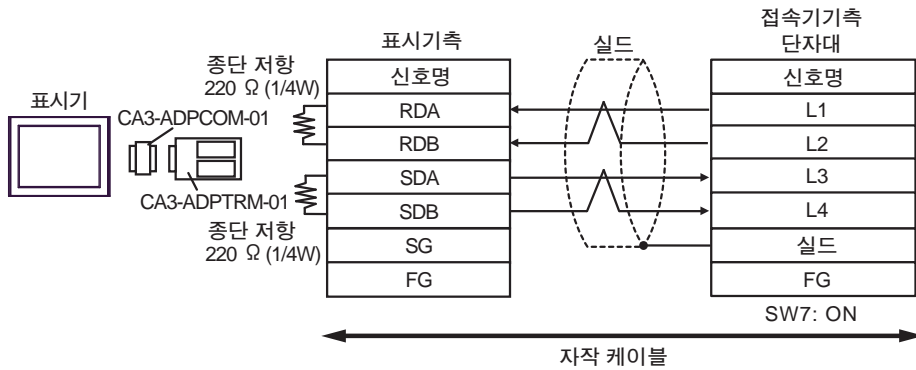 접속기기측
단자대
표시기측
실드
종단 저항
220 Ω (1/4W)
신호명
신호명
표시기
CA3-ADPCOM-01
RDA
L1
RDB
L2
SDA
L3
CA3-ADPTRM-01
SDB
L4
종단 저항
220 Ω (1/4W)
SG
실드
FG
FG
SW7: ON
자작 케이블